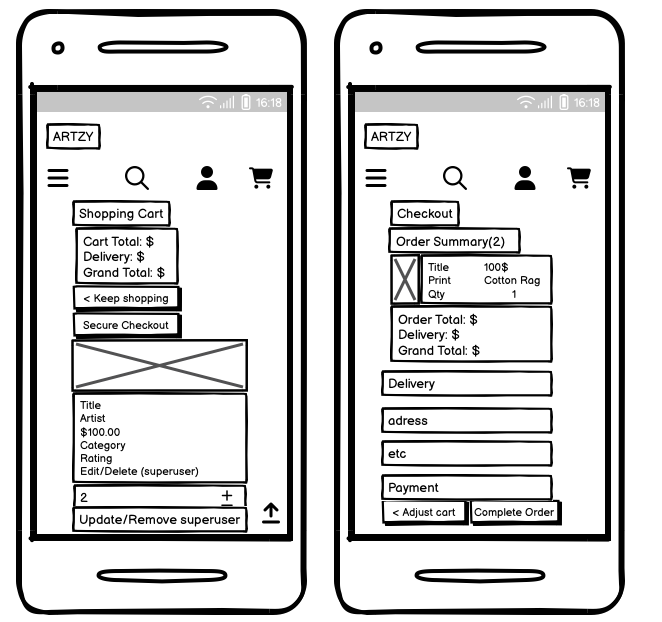 16:18
ARTZY
Shopping Cart
Cart Total: $
Delivery: $
Grand Total: $
< Keep shopping
Secure Checkout
Title
Artist
$100.00
Category
Rating
Edit/Delete (superuser)
2 +
Update/Remove superuser
16:18
ARTZY
Checkout
Order Summary(2)
Title 100$
Print Cotton Rag
Qty 1
Order Total: $
Delivery: $
Grand Total: $
Delivery
adress
etc
Payment
< Adjust cart Complete Order